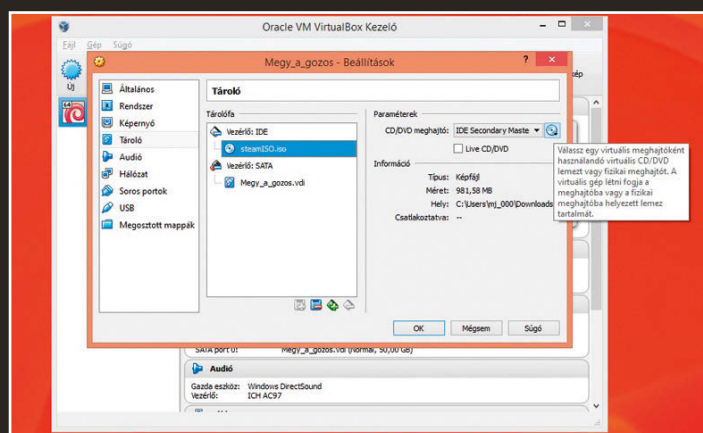 Oracle VM VirtualBox Kezelő
Fájl Gép Súgó
Új
Megy_a_gozos - Beállítások
?
Általános
Rendszer
Képernyő
Tároló
Audió
Hálózat
Soros portok
USB
Megosztott mappák
Tároló
Tárolófa
Vezérlő: IDE
steamISO.iso
Vezérlő: SATA
Megy_a_gozos.vdi
Paraméterek
CD/DVD meghajtó: IDE Secondary Maste
Live CD/DVD
Információ
Típus: Képfájl
Méret: 981,58 MB
Hely: C:\Users\mj_000\Downloads
Csatlakoztatva: --
Válassz egy virtuális meghajtóként
használandó virtuális CD/DVD
lemezt vagy fizikai meghajtót. A
virtuális gép létni fogja a
meghajtóba vagy a fizikai
meghajtóba helyezett lemez
tartalmát.
OK Mégsem Súgó
SATA port 0: Megy_a_gozos.vdi (Normál, 50,00 GB)
Audió
Gazda eszköz: Windows DirectSound
Vezérlő: ICH AC97